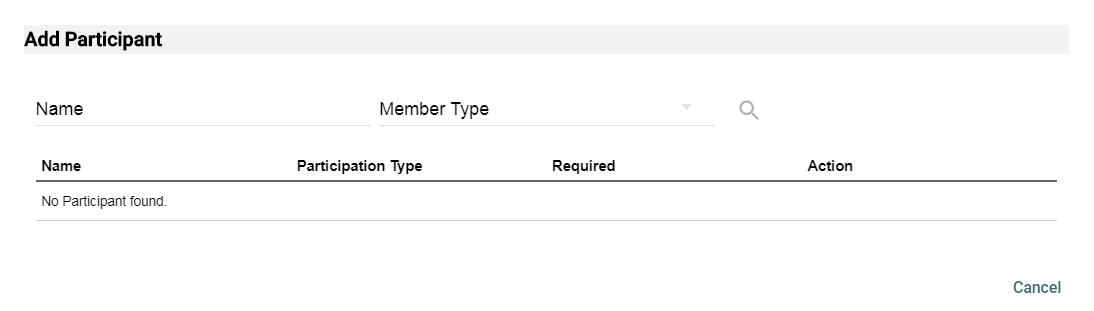 Add Participant
Name Member Type
Name Participation Type Required Action
No Participant found.
Cancel